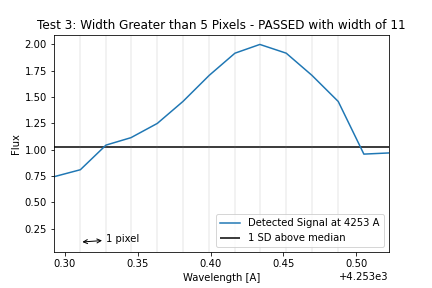 Test 3: Width Greater than 5 Pixels - PASSED with width of 11
2.00
1.75
1.50
1.25
1.00
0.75
0.50
0.25
Flux
1 pixel
Detected Signal at 4253 A
1 SD above median
0.30 0.35 0.40 0.45 0.50
Wavelength [A]
+4.253e3